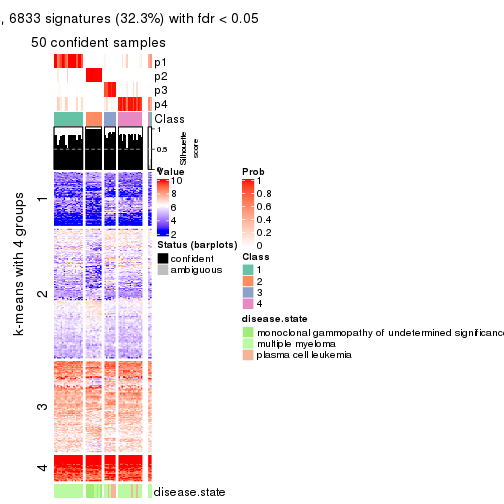 , 6833 signatures (32.3%) with fdr < 0.05
50 confident samples
p1
p2
p3
p4
Class
1
0.5
0
Silhouette
score
k-means with 4 groups
1
2
3
4
disease.state
Value
10
8
6
4
2
Status (barplots)
confident
ambiguous
Prob
1
0.8
0.6
0.4
0.2
0
Class
1
2
3
4
disease.state
monoclonal gammopathy of undetermined significance
multiple myeloma
plasma cell leukemia